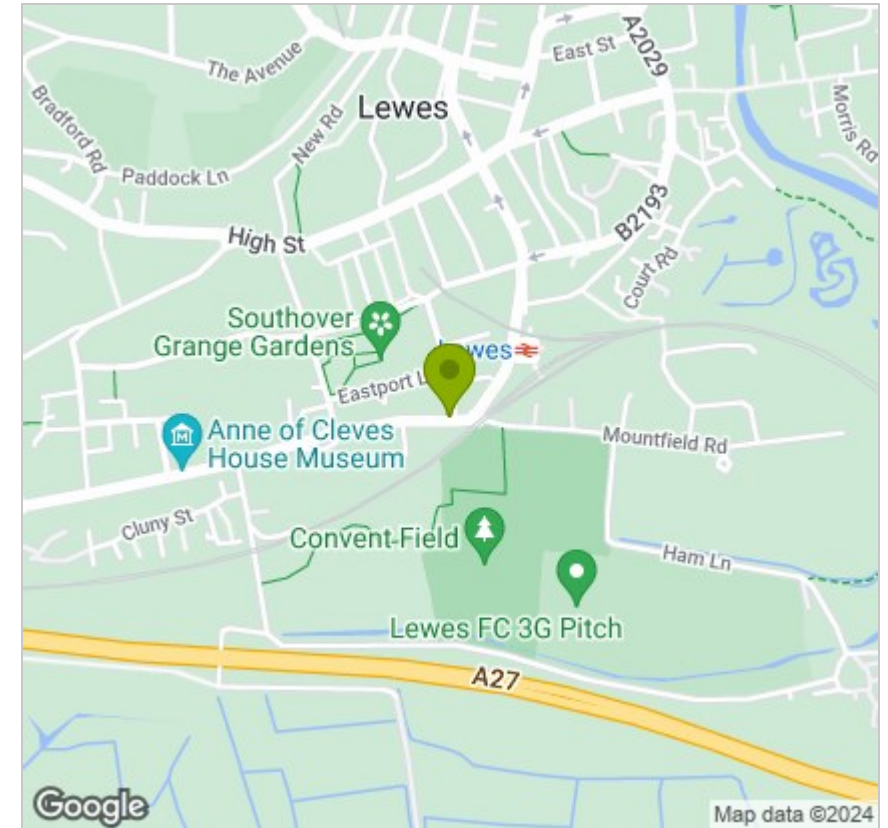 East St
A2029
The Avenue
Lewes
Bradford Rd
New Rd
Morris Rd
Paddock Ln
High St
B2193
Court Rd
Southover
Grange Gardens
Lewes
Eastport
Anne of Cleves
House Museum
Mountfield Rd
Cluny St
Convent Field
Ham Ln
Lewes FC 3G Pitch
A27
Google
Map data ©2024